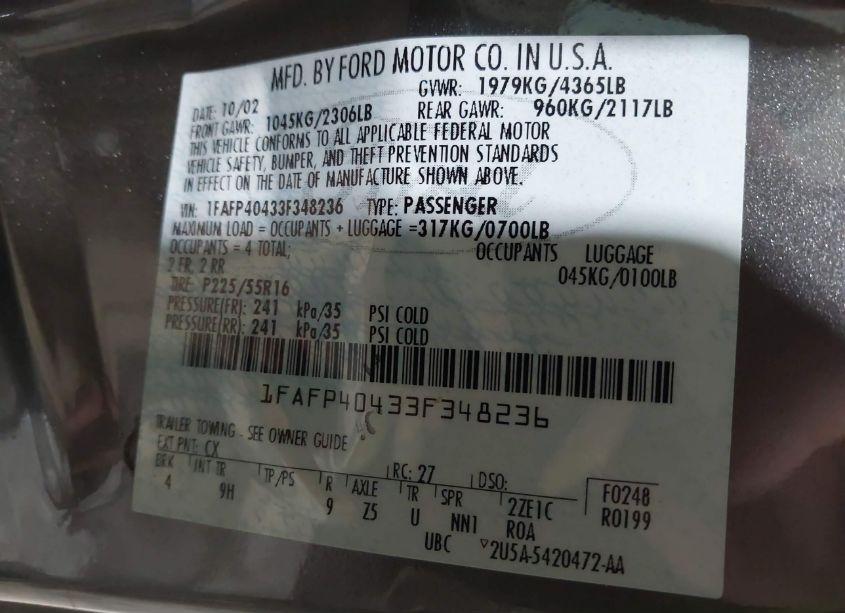 MFD. BY FORD MOTOR CO. IN U.S.A.
DATE: 10/02 GVWR: 1979KG/4365LB
FRONT GAWR: 1045KG/2306LB REAR GAWR: 960KG/2117LB
THIS VEHICLE CONFORMS TO ALL APPLICABLE FEDERAL MOTOR
VEHICLE SAFETY, BUMPER, AND THEFT PREVENTION STANDARDS
IN EFFECT ON THE DATE OF MANUFACTURE SHOWN ABOVE.
VIN: 1FAFP40433F348236 TYPE: PASSENGER
MAXIMUM LOAD = OCCUPANTS + LUGGAGE =317KG/0700LB
OCCUPANTS = 4 TOTAL; OCCUPANTS LUGGAGE
2 FR, 2 RR 045KG/0100LB
TIRE: P225/55R16
PRESSURE(FR): 241 kPa/35 PSI COLD
PRESSURE(RR): 241 kPa/35 PSI COLD
1FAFP40433F348236
TRAILER TOWING - SEE OWNER GUIDE
EXT PNT: CX RC: 27 DSO:
BRK INT TR TP/PS R AXLE TR SPR 2ZE1C F0248
4 9H 9 Z5 U NN1 ROA R0199
UBC ▽2U5A-5420472-AA